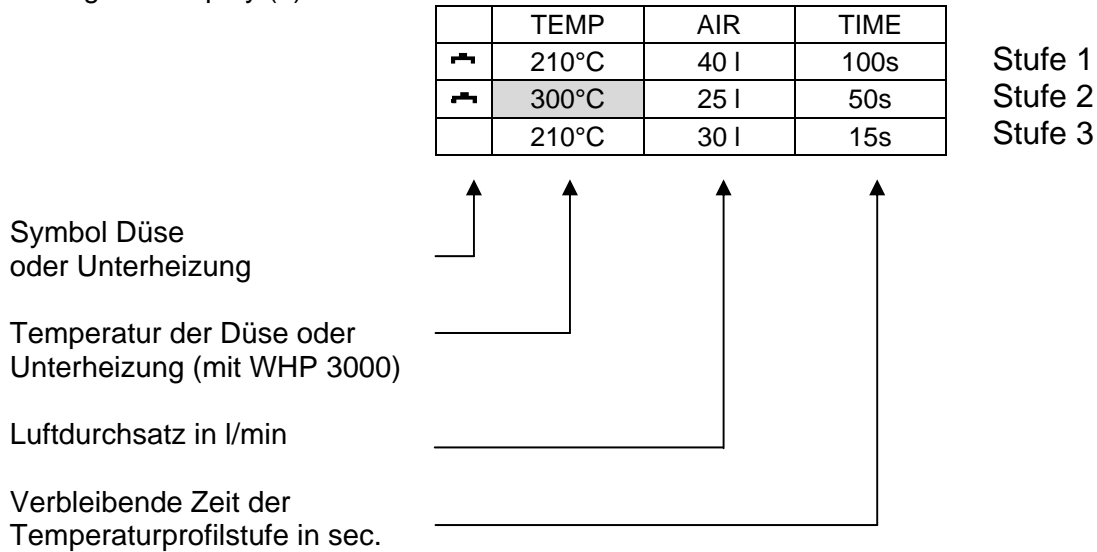 TEMP AIR TIME
210°C 40 l 100s Stufe 1
300°C 25 l 50s Stufe 2
210°C 30 l 15s Stufe 3
Symbol Düse
oder Unterheizung
Temperatur der Düse oder
Unterheizung (mit WHP 3000)
Luftdurchsatz in l/min
Verbleibende Zeit der
Temperaturprofilstufe in sec.